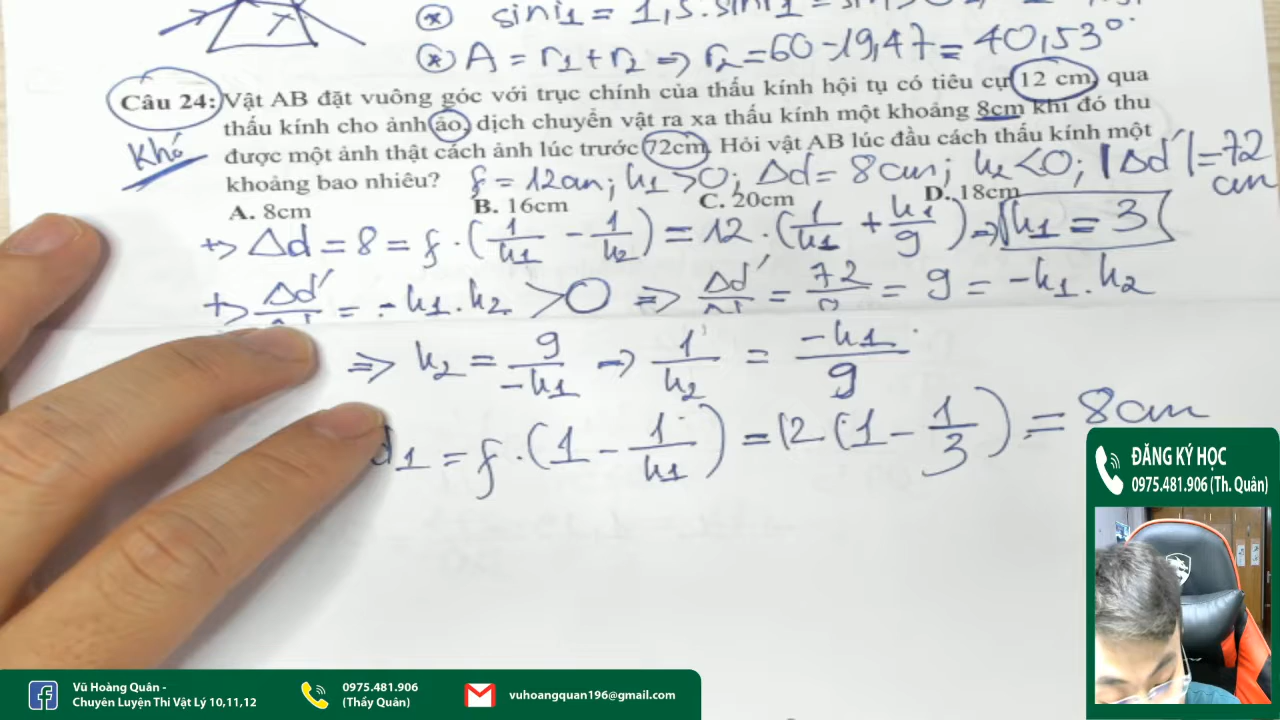 sin i₁ = 1,5 . sin r₁
⊛ A = r₁ + r₂ ⇒ r₂ = 60 - 19,47 = 40,53°
Câu 24: Vật AB đặt vuông góc với trục chính của thấu kính hội tụ có tiêu cự 12 cm, qua
thấu kính cho ảnh ảo, dịch chuyển vật ra xa thấu kính một khoảng 8cm khi đó thu
Khó
được một ảnh thật cách ảnh lúc trước 72cm. Hỏi vật AB lúc đầu cách thấu kính một
khoảng bao nhiêu? f = 12cm; k₁ > 0; Δd = 8cm; k₂ < 0; |Δd'| = 72 cm
A. 8cm B. 16cm C. 20cm D. 18cm
+> Δd = 8 = f . (1/k₁ - 1/k₂) = 12 . (1/k₁ + k₁/9) ⇒ k₁ = 3
+> Δd'/Δd = - k₁ . k₂ > 0 ⇒ Δd'/Δd = 72/8 = 9 = -k₁ . k₂
⇒ k₂ = 9/-k₁ ⇒ 1/k₂ = -k₁/9
d₁ = f . (1 - 1/k₁) = 12 (1 - 1/3) = 8cm
ĐĂNG KÝ HỌC
0975.481.906 (Th. Quân)
Vũ Hoàng Quân -
Chuyên Luyện Thi Vật Lý 10,11,12
0975.481.906
(Thầy Quân)
vuhoangquan196@gmail.com